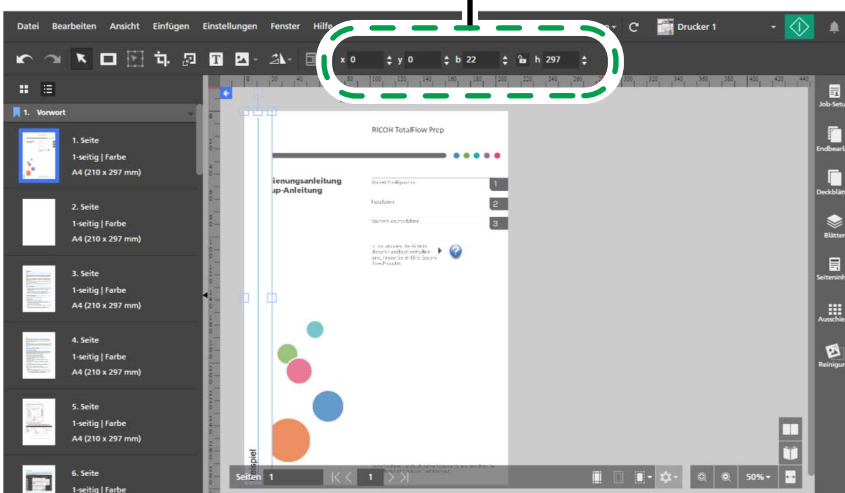 Datei Bearbeiten Ansicht Einfügen Einstellungen Fenster Hilfe
Drucker 1
x 0 y 0 b 22 h 297
1. Vorwort
1. Seite
1-seitig | Farbe
A4 (210 x 297 mm)
2. Seite
1-seitig | Farbe
A4 (210 x 297 mm)
3. Seite
1-seitig | Farbe
A4 (210 x 297 mm)
4. Seite
1-seitig | Farbe
A4 (210 x 297 mm)
5. Seite
1-seitig | Farbe
A4 (210 x 297 mm)
6. Seite
1-seitig | Farbe
RICOH TotalFlow Prep
ienungsanleitung
up-Anleitung
1
2
3
spiel
Job-Setu
Endbearb
Deckblätt
Blätter
Seiteninh
Ausschie
Reinigun
Seiten 1
1
50%